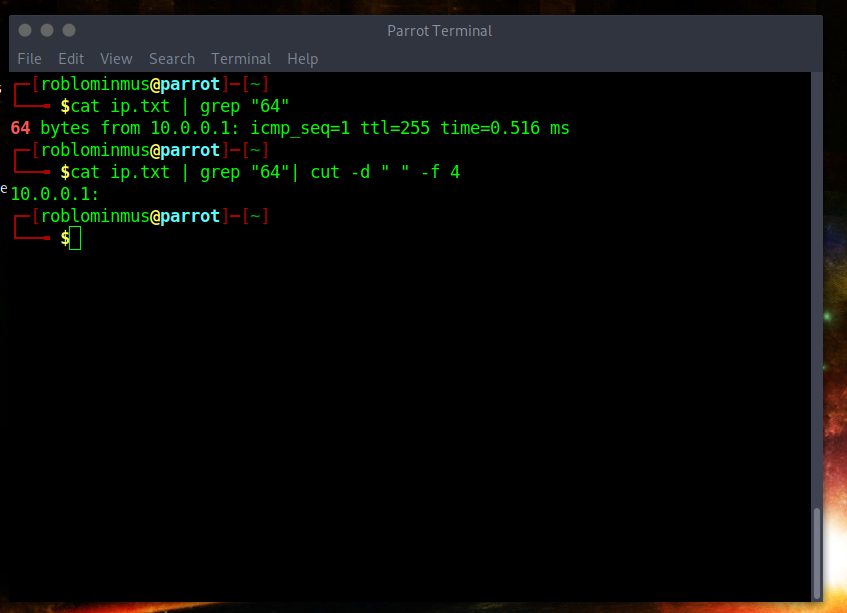 Parrot Terminal
File Edit View Search Terminal Help
┌─[roblominmus@parrot]─[~]
└──╼ $cat ip.txt | grep "64"
64 bytes from 10.0.0.1: icmp_seq=1 ttl=255 time=0.516 ms
┌─[roblominmus@parrot]─[~]
└──╼ $cat ip.txt | grep "64"| cut -d " " -f 4
10.0.0.1:
┌─[roblominmus@parrot]─[~]
└──╼ $